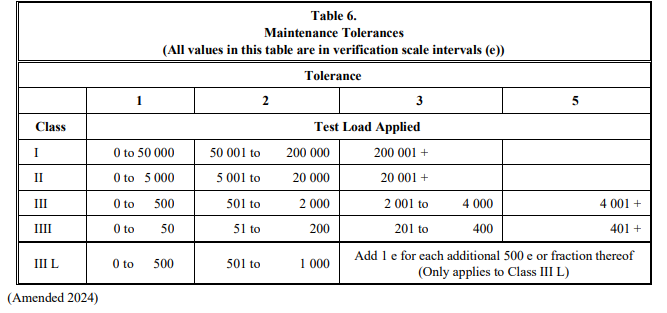 Table 6.
Maintenance Tolerances
(All values in this table are in verification scale intervals (e))
Tolerance
1 2 3 5
Class Test Load Applied
I 0 to 50 000 50 001 to 200 000 200 001 +
II 0 to 5 000 5 001 to 20 000 20 001 +
III 0 to 500 501 to 2 000 2 001 to 4 000 4 001 +
IIII 0 to 50 51 to 200 201 to 400 401 +
III L 0 to 500 501 to 1 000 Add 1 e for each additional 500 e or fraction thereof
(Only applies to Class III L)
(Amended 2024)